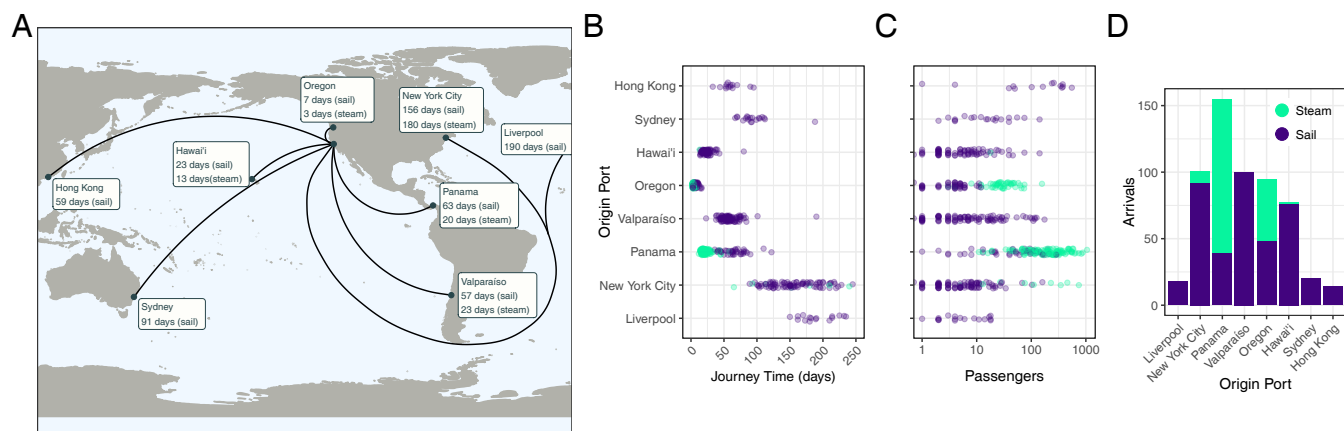 A
Oregon
7 days (sail)
3 days (steam)
New York City
156 days (sail)
180 days (steam)
Liverpool
190 days (sail)
Hawai'i
23 days (sail)
13 days(steam)
Hong Kong
59 days (sail)
Panama
63 days (sail)
20 days (steam)
Valparaíso
57 days (sail)
23 days (steam)
Sydney
91 days (sail)
B
Origin Port
Hong Kong
Sydney
Hawai'i
Oregon
Valparaíso
Panama
New York City
Liverpool
0
50
100
150
200
250
Journey Time (days)
C
1
10
100
1000
Passengers
D
Arrivals
150
100
50
0
Steam
Sail
Liverpool
New York City
Panama
Valparaíso
Oregon
Hawai'i
Sydney
Hong Kong
Origin Port